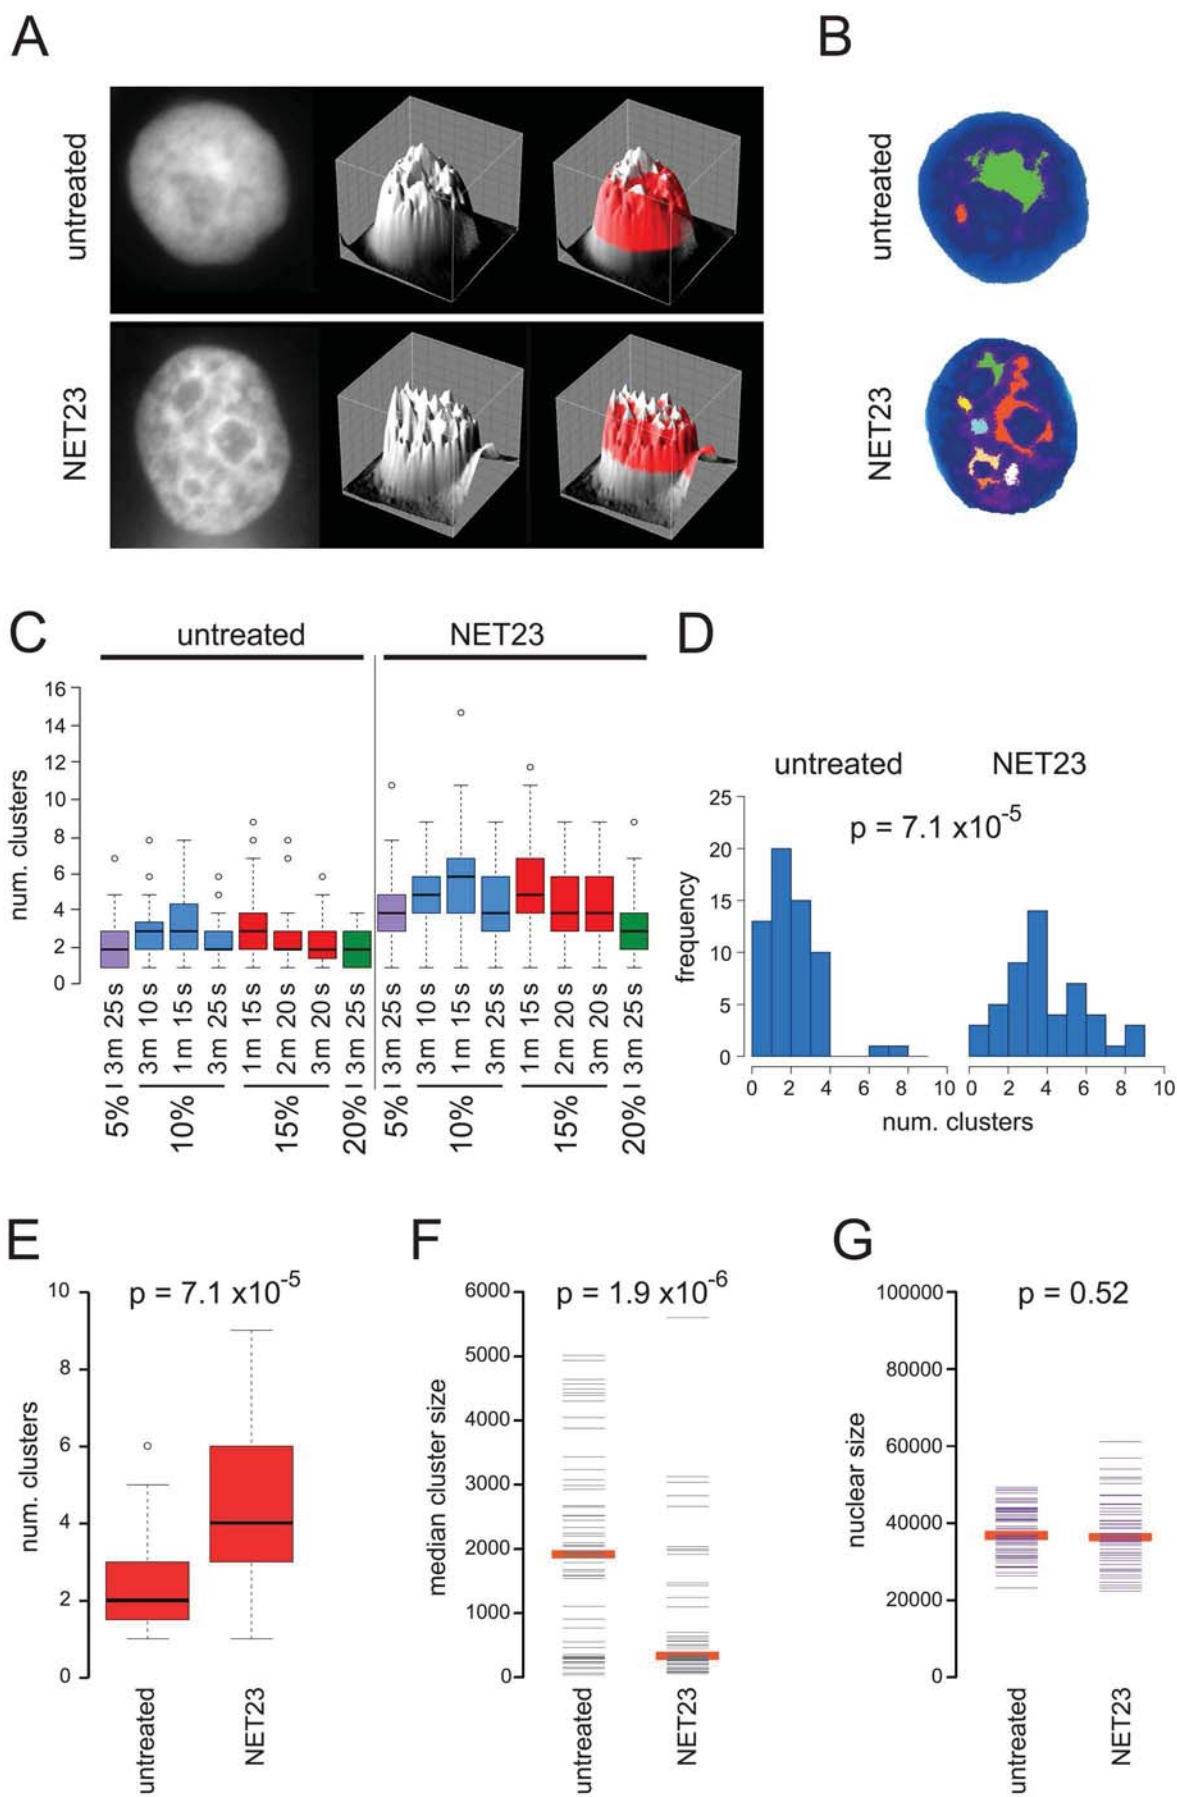 A
B
untreated
untreated
NET23
NET23
C
untreated
NET23
D
16
14
12
10
8
6
4
2
0
num. clusters
3m 25 s
3m 10 s
1m 15 s
3m 25 s
1m 15 s
2m 20 s
3m 20 s
3m 25 s
3m 25 s
3m 10 s
1m 15 s
3m 25 s
1m 15 s
2m 20 s
3m 20 s
3m 25 s
5%
10%
15%
20%
5%
10%
15%
20%
untreated
NET23
p = 7.1 x10-5
25
20
15
10
5
0
frequency
0 2 4 6 8 10
0 2 4 6 8 10
num. clusters
E
p = 7.1 x10-5
10
8
6
4
2
0
num. clusters
untreated
NET23
F
p = 1.9 x10-6
6000
5000
4000
3000
2000
1000
0
median cluster size
untreated
NET23
G
p = 0.52
100000
80000
60000
40000
20000
0
nuclear size
untreated
NET23